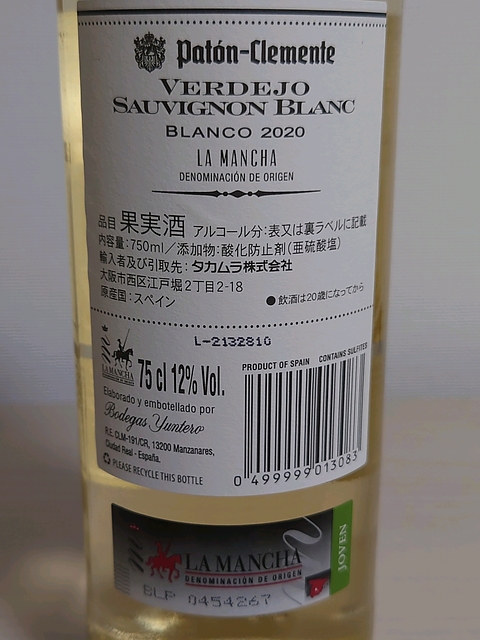 Patón-Clemente
VERDEJO
SAUVIGNON BLANC
BLANCO 2020
LA MANCHA
DENOMINACIÓN DE ORIGEN
品目 果実酒 アルコール分:表又は裏ラベルに記載
内容量:750ml/添加物:酸化防止剤(亜硫酸塩)
輸入者及び引取先:タカムラ株式会社
大阪市西区江戸堀2丁目2-18
原産国:スペイン
●飲酒は20歳になってから
L-2132810
PRODUCT OF SPAIN CONTAINS SULFITES
LA MANCHA
75 cl 12% Vol.
Elaborado y embotellado por
Bodegas Yuntero
R.E. CLM-191/CR, 13200 Manzanares,
Ciudad Real - España.
PLEASE RECYCLE THIS BOTTLE
0 499999 013083
LA MANCHA
DENOMINACIÓN DE ORIGEN
BLP 0454267
JOVEN